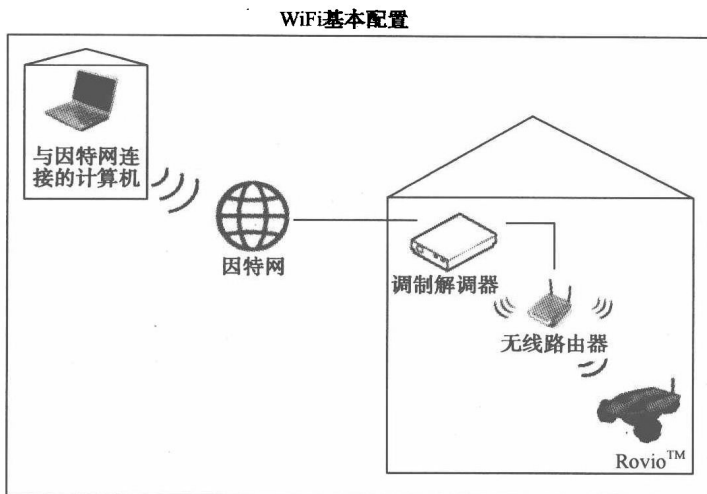 WiFi基本配置
与因特网连
接的计算机
因特网
调制解调器
无线路由器
Rovio™